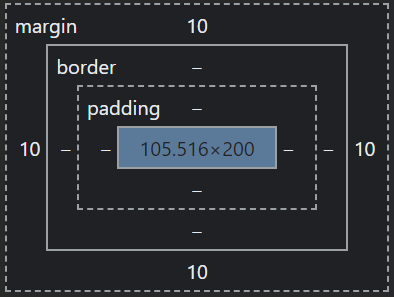 margin 10
border –
padding –
10 – – 105.516×200 – – 10
–
–
10